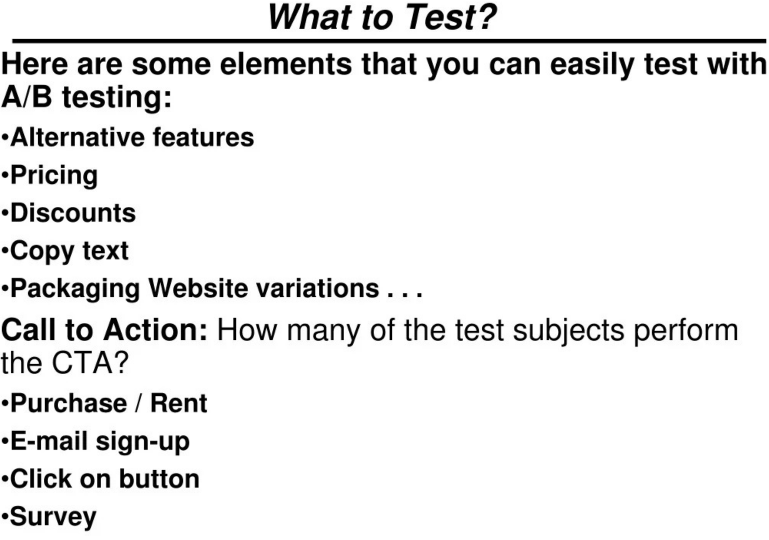 What to Test?
Here are some elements that you can easily test with
A/B testing:
•Alternative features
•Pricing
•Discounts
•Copy text
•Packaging Website variations . . .
Call to Action: How many of the test subjects perform
the CTA?
•Purchase / Rent
•E-mail sign-up
•Click on button
•Survey